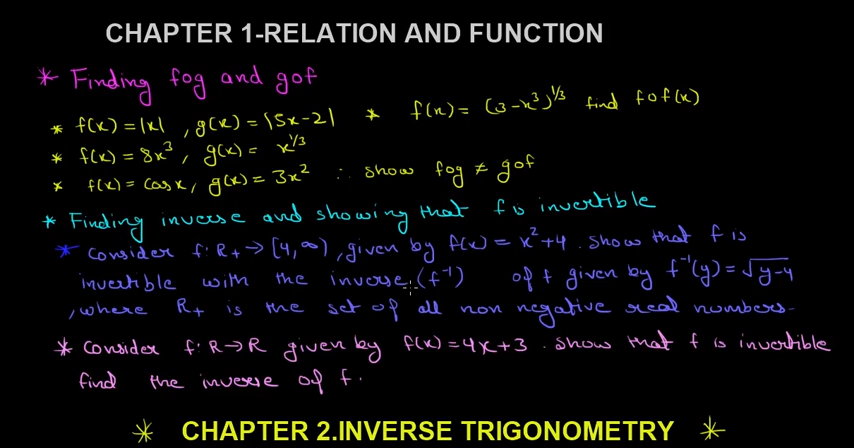 CHAPTER 1-RELATION AND FUNCTION
* Finding fog and gof
* f(x) = |x| , g(x) = |5x-2| * f(x) = (3-x³)^1/3 find fof(x)
* f(x) = 8x³ , g(x) = x^1/3
* f(x) = cosx , g(x) = 3x² ∴ show fog ≠ gof
* Finding inverse and showing that f is invertible
* Consider f: R+ → [4, ∞) , given by f(x) = x²+4 . Show that f is
invertible with the inverse (f⁻¹) of f given by f⁻¹(y) = √y-4
, where R+ is the set of all non negative real numbers.
* Consider f: R→R given by f(x) = 4x+3 . Show that f is invertible
find the inverse of f.
* CHAPTER 2.INVERSE TRIGONOMETRY *